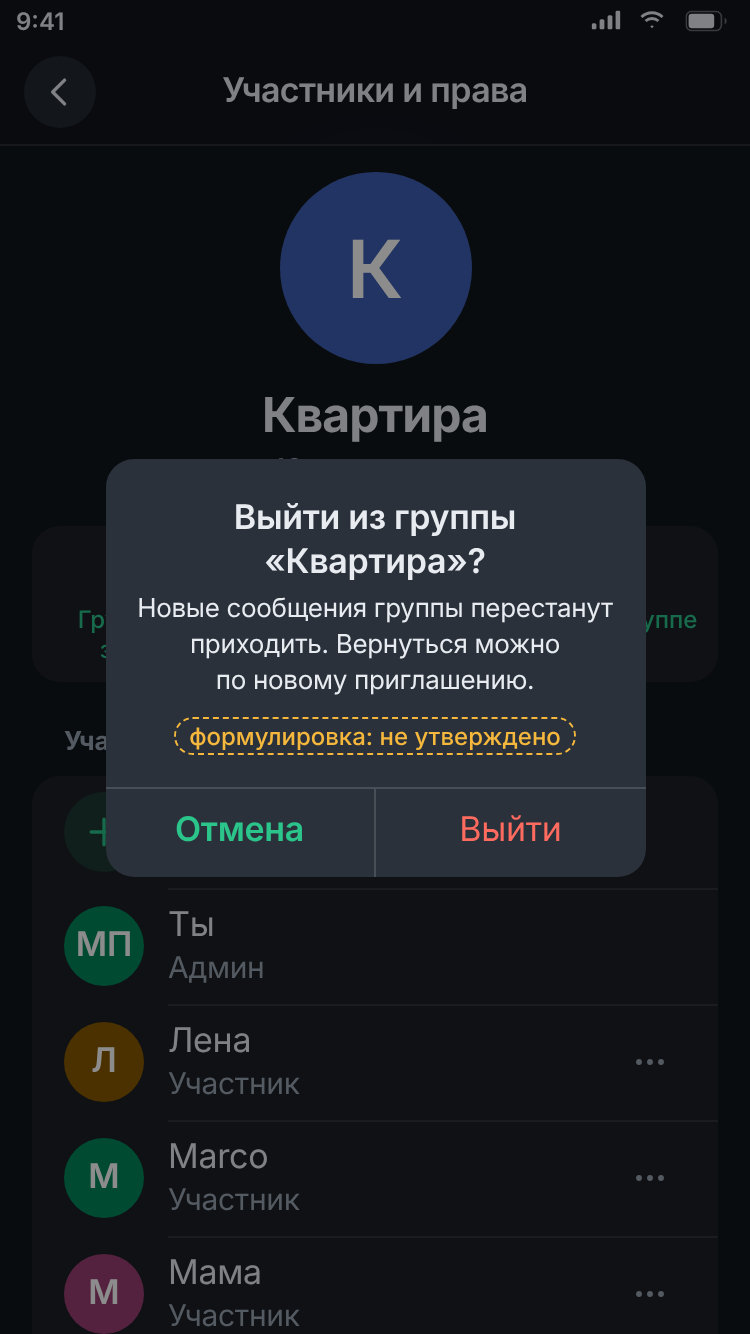 9:41
Участники и права
К
Квартира
Выйти из группы
«Квартира»?
Новые сообщения группы перестанут
приходить. Вернуться можно
по новому приглашению.
формулировка: не утверждено
Отмена
Выйти
МП
Ты
Админ
Л
Лена
Участник
М
Marco
Участник
М
Мама
Участник